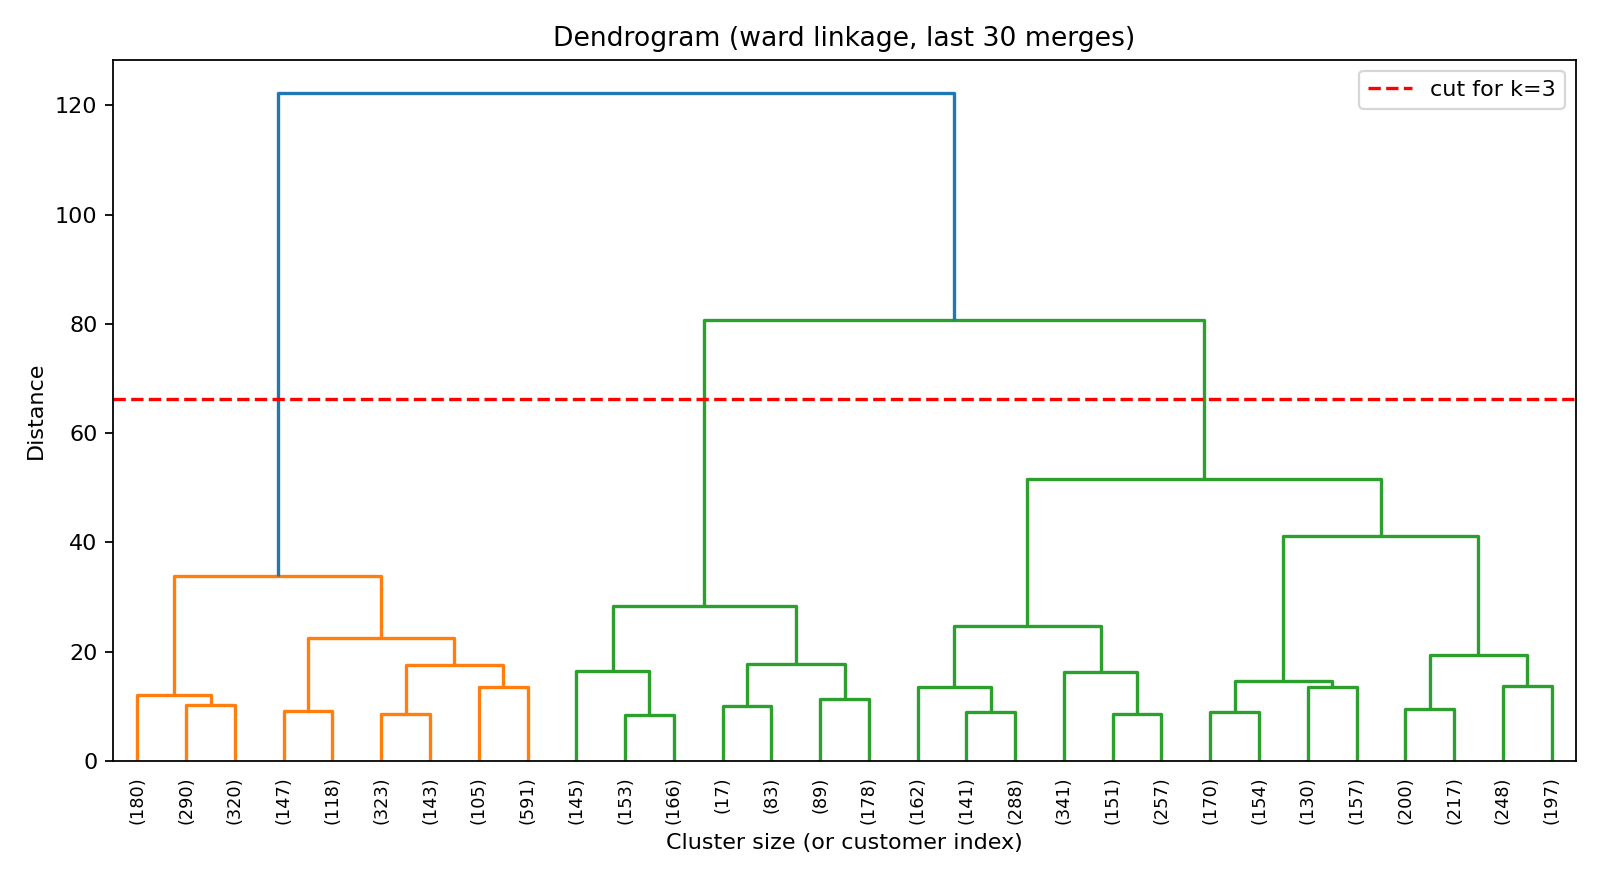 Dendrogram (ward linkage, last 30 merges)
cut for k=3
120
100
80
60
40
20
0
Distance
(180) (290) (320) (147) (118) (323) (143) (105) (591) (145) (153) (166) (17) (83) (89) (178) (162) (141) (288) (341) (151) (257) (170) (154) (130) (157) (200) (217) (248) (197)
Cluster size (or customer index)